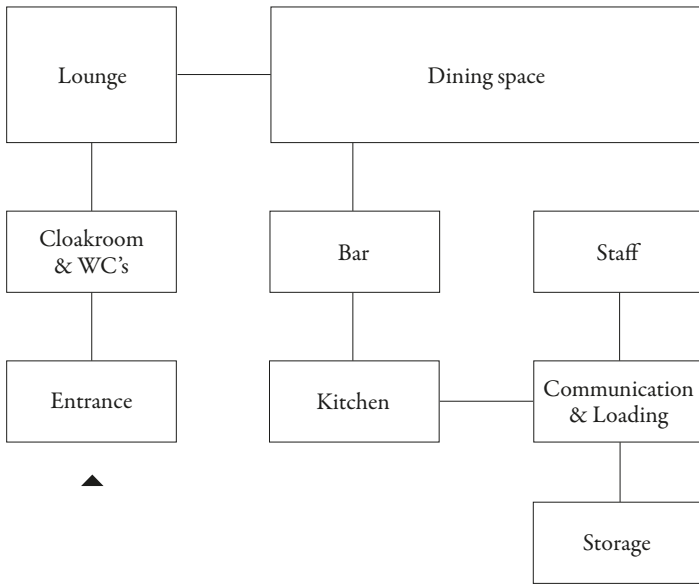 Lounge
Dining space
Cloakroom
& WC’s
Bar
Staff
Entrance
Kitchen
Communication
& Loading
Storage